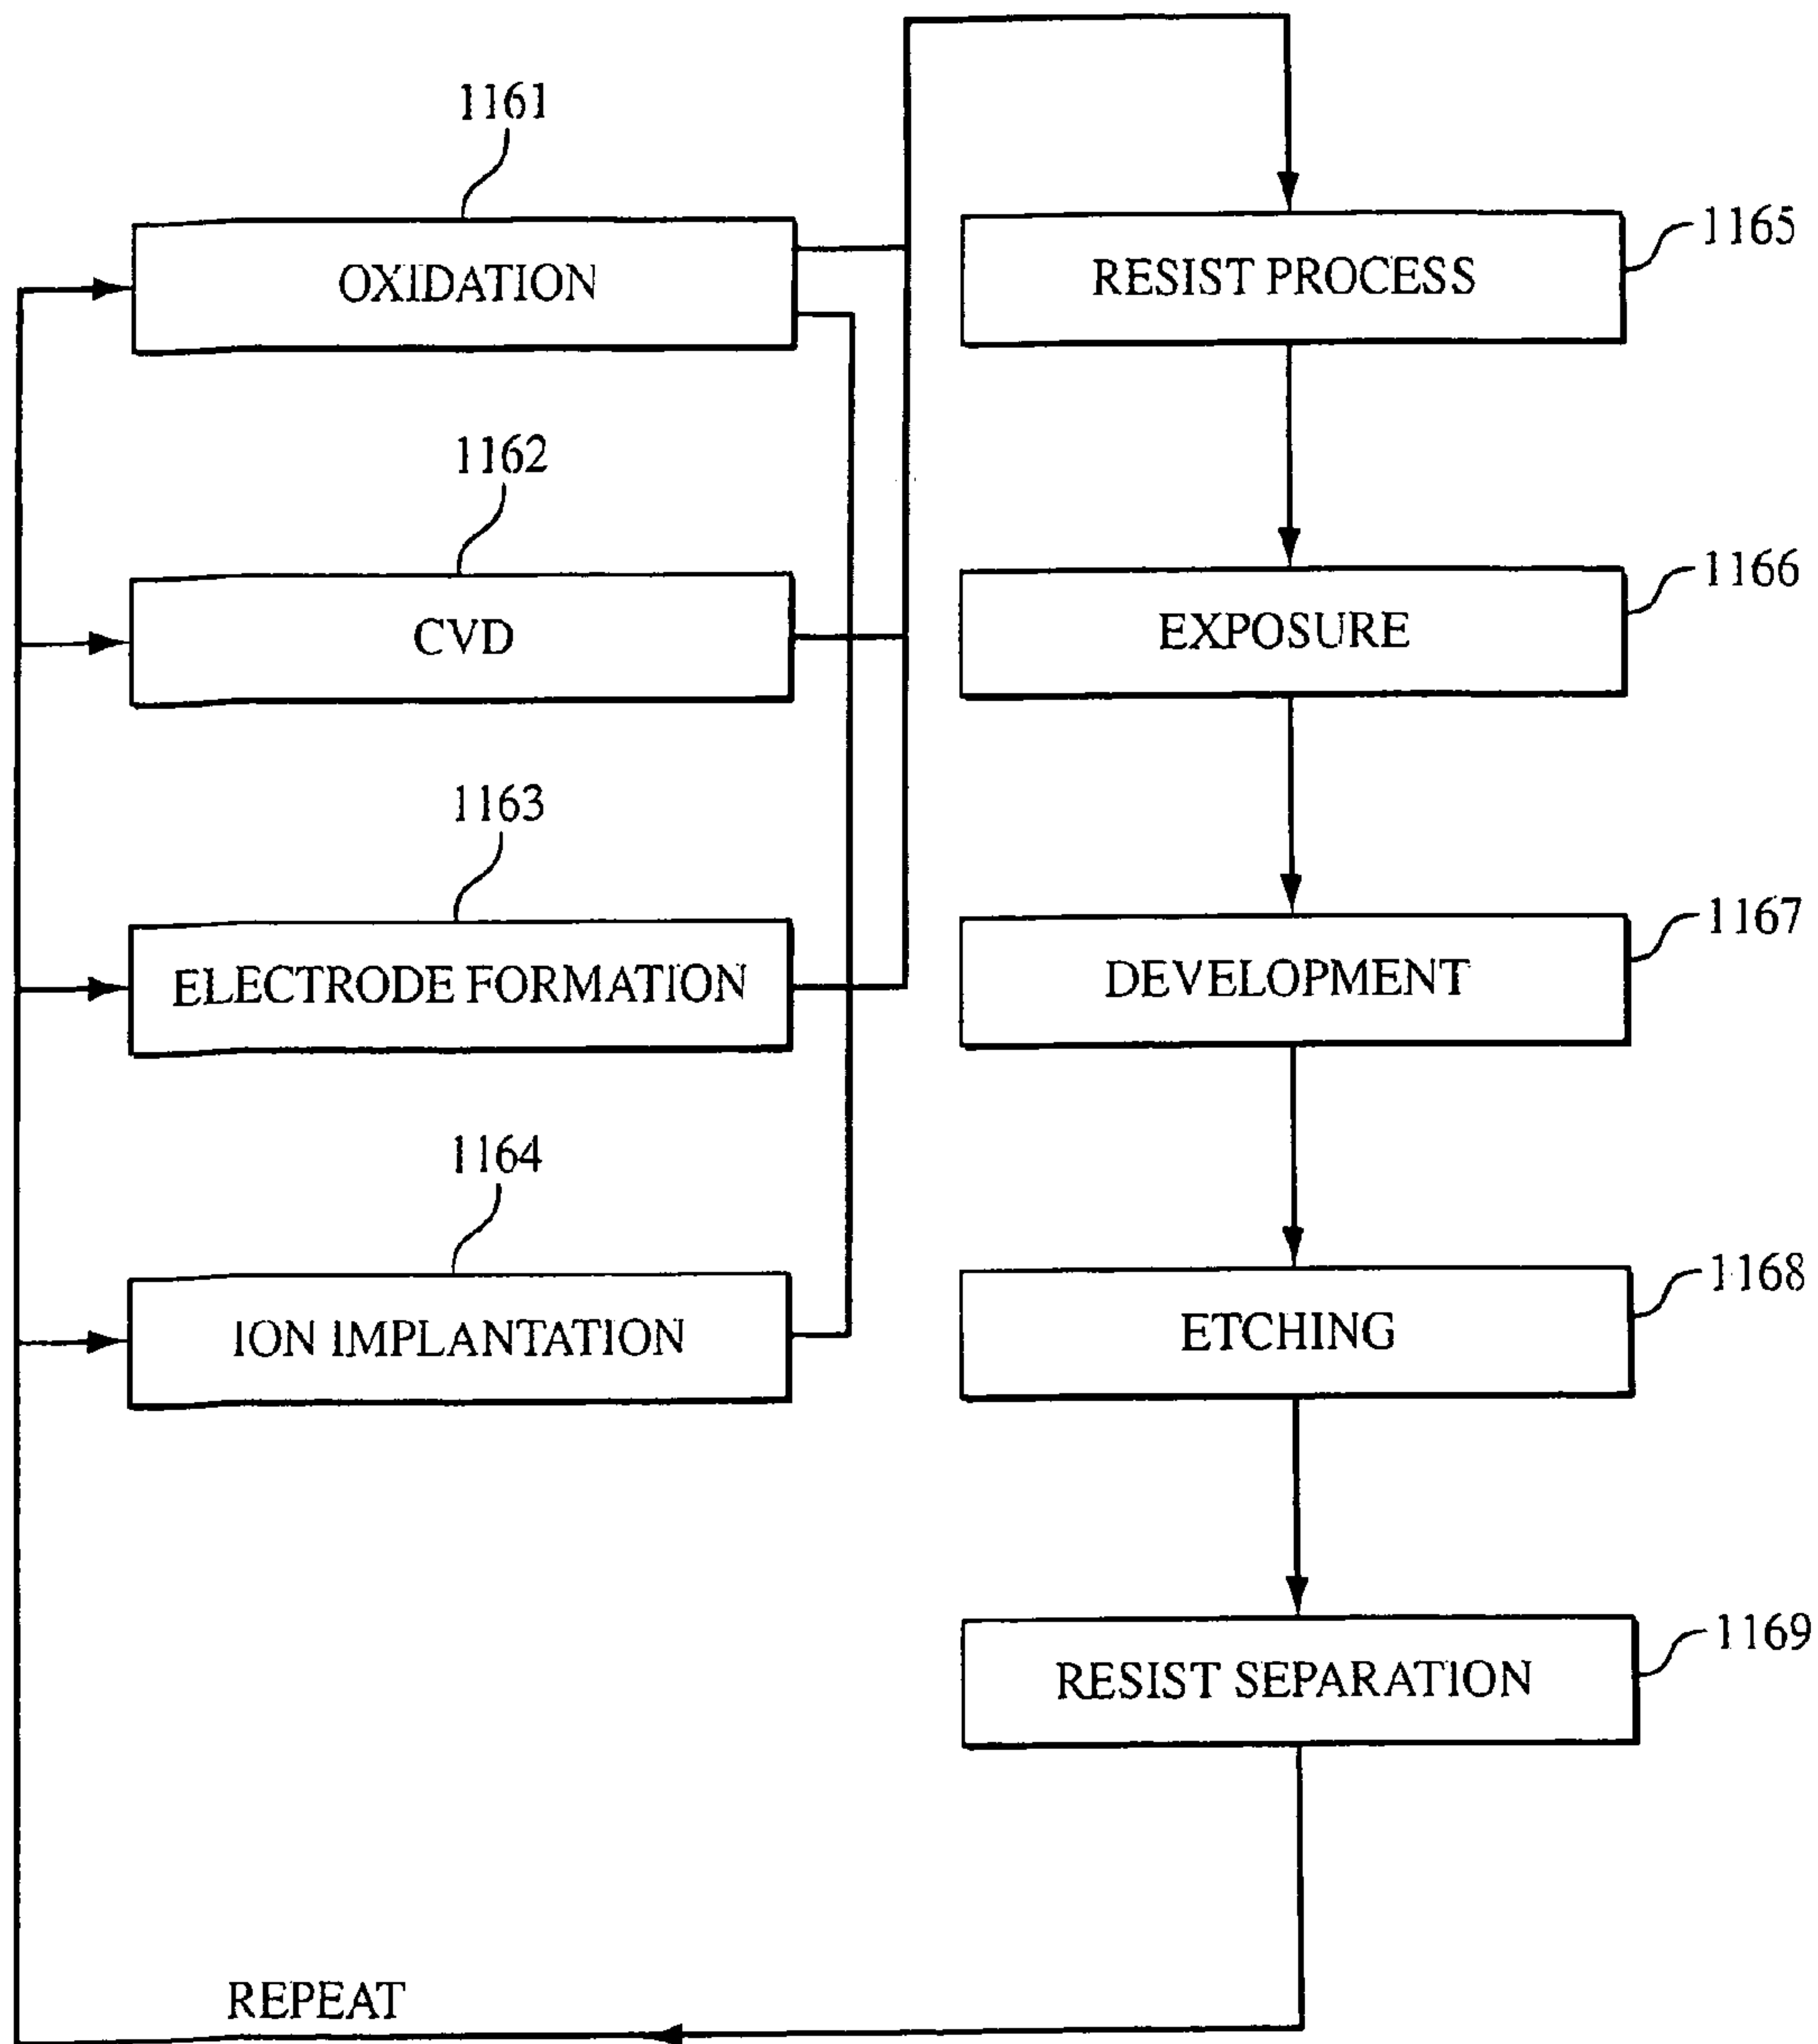 1161
OXIDATION
1162
CVD
1163
ELECTRODE FORMATION
1164
ION IMPLANTATION
1165
RESIST PROCESS
1166
EXPOSURE
1167
DEVELOPMENT
1168
ETCHING
1169
RESIST SEPARATION
REPEAT